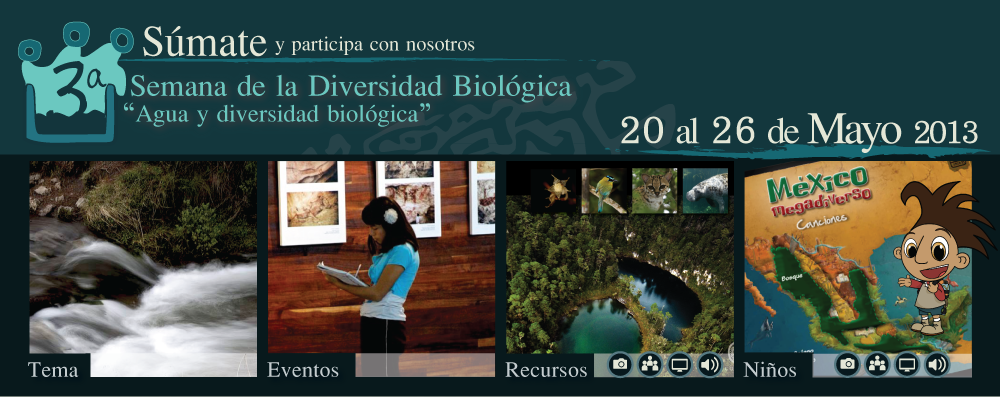 Súmate y participa con nosotros
3a
Semana de la Diversidad Biológica
“Agua y diversidad biológica”
20 al 26 de Mayo 2013
México
Megadiverso
Canciones
Bosque
Tema
Eventos
Recursos
Niños